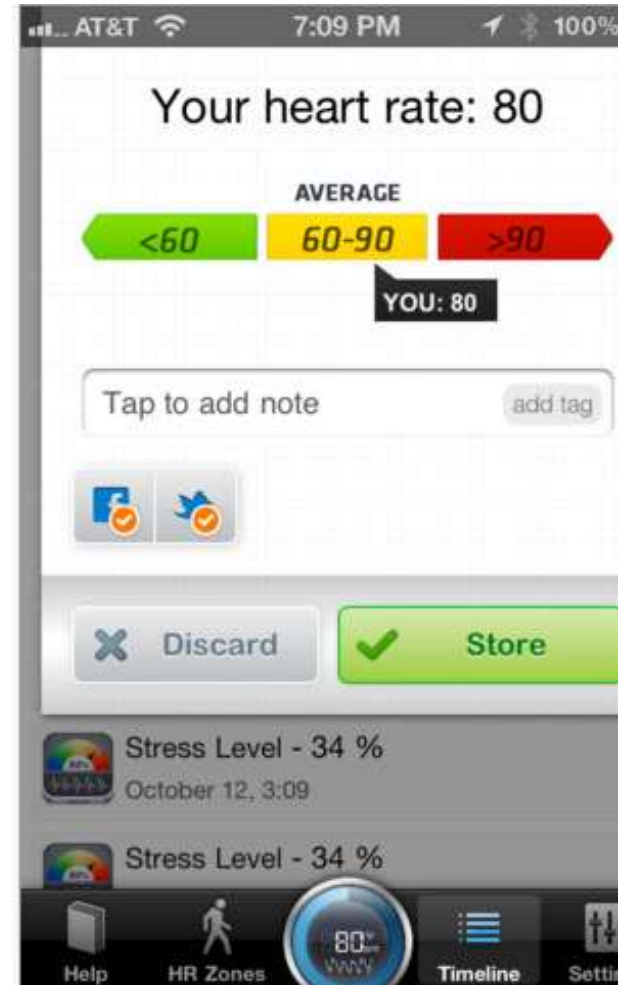 AT&T 7:09 PM 100%
Your heart rate: 80
AVERAGE
<60 60-90 >90
YOU: 80
Tap to add note add tag
Discard Store
Stress Level - 34 %
October 12, 3:09
Stress Level - 34 %
80
Help HR Zones Timeline Settin